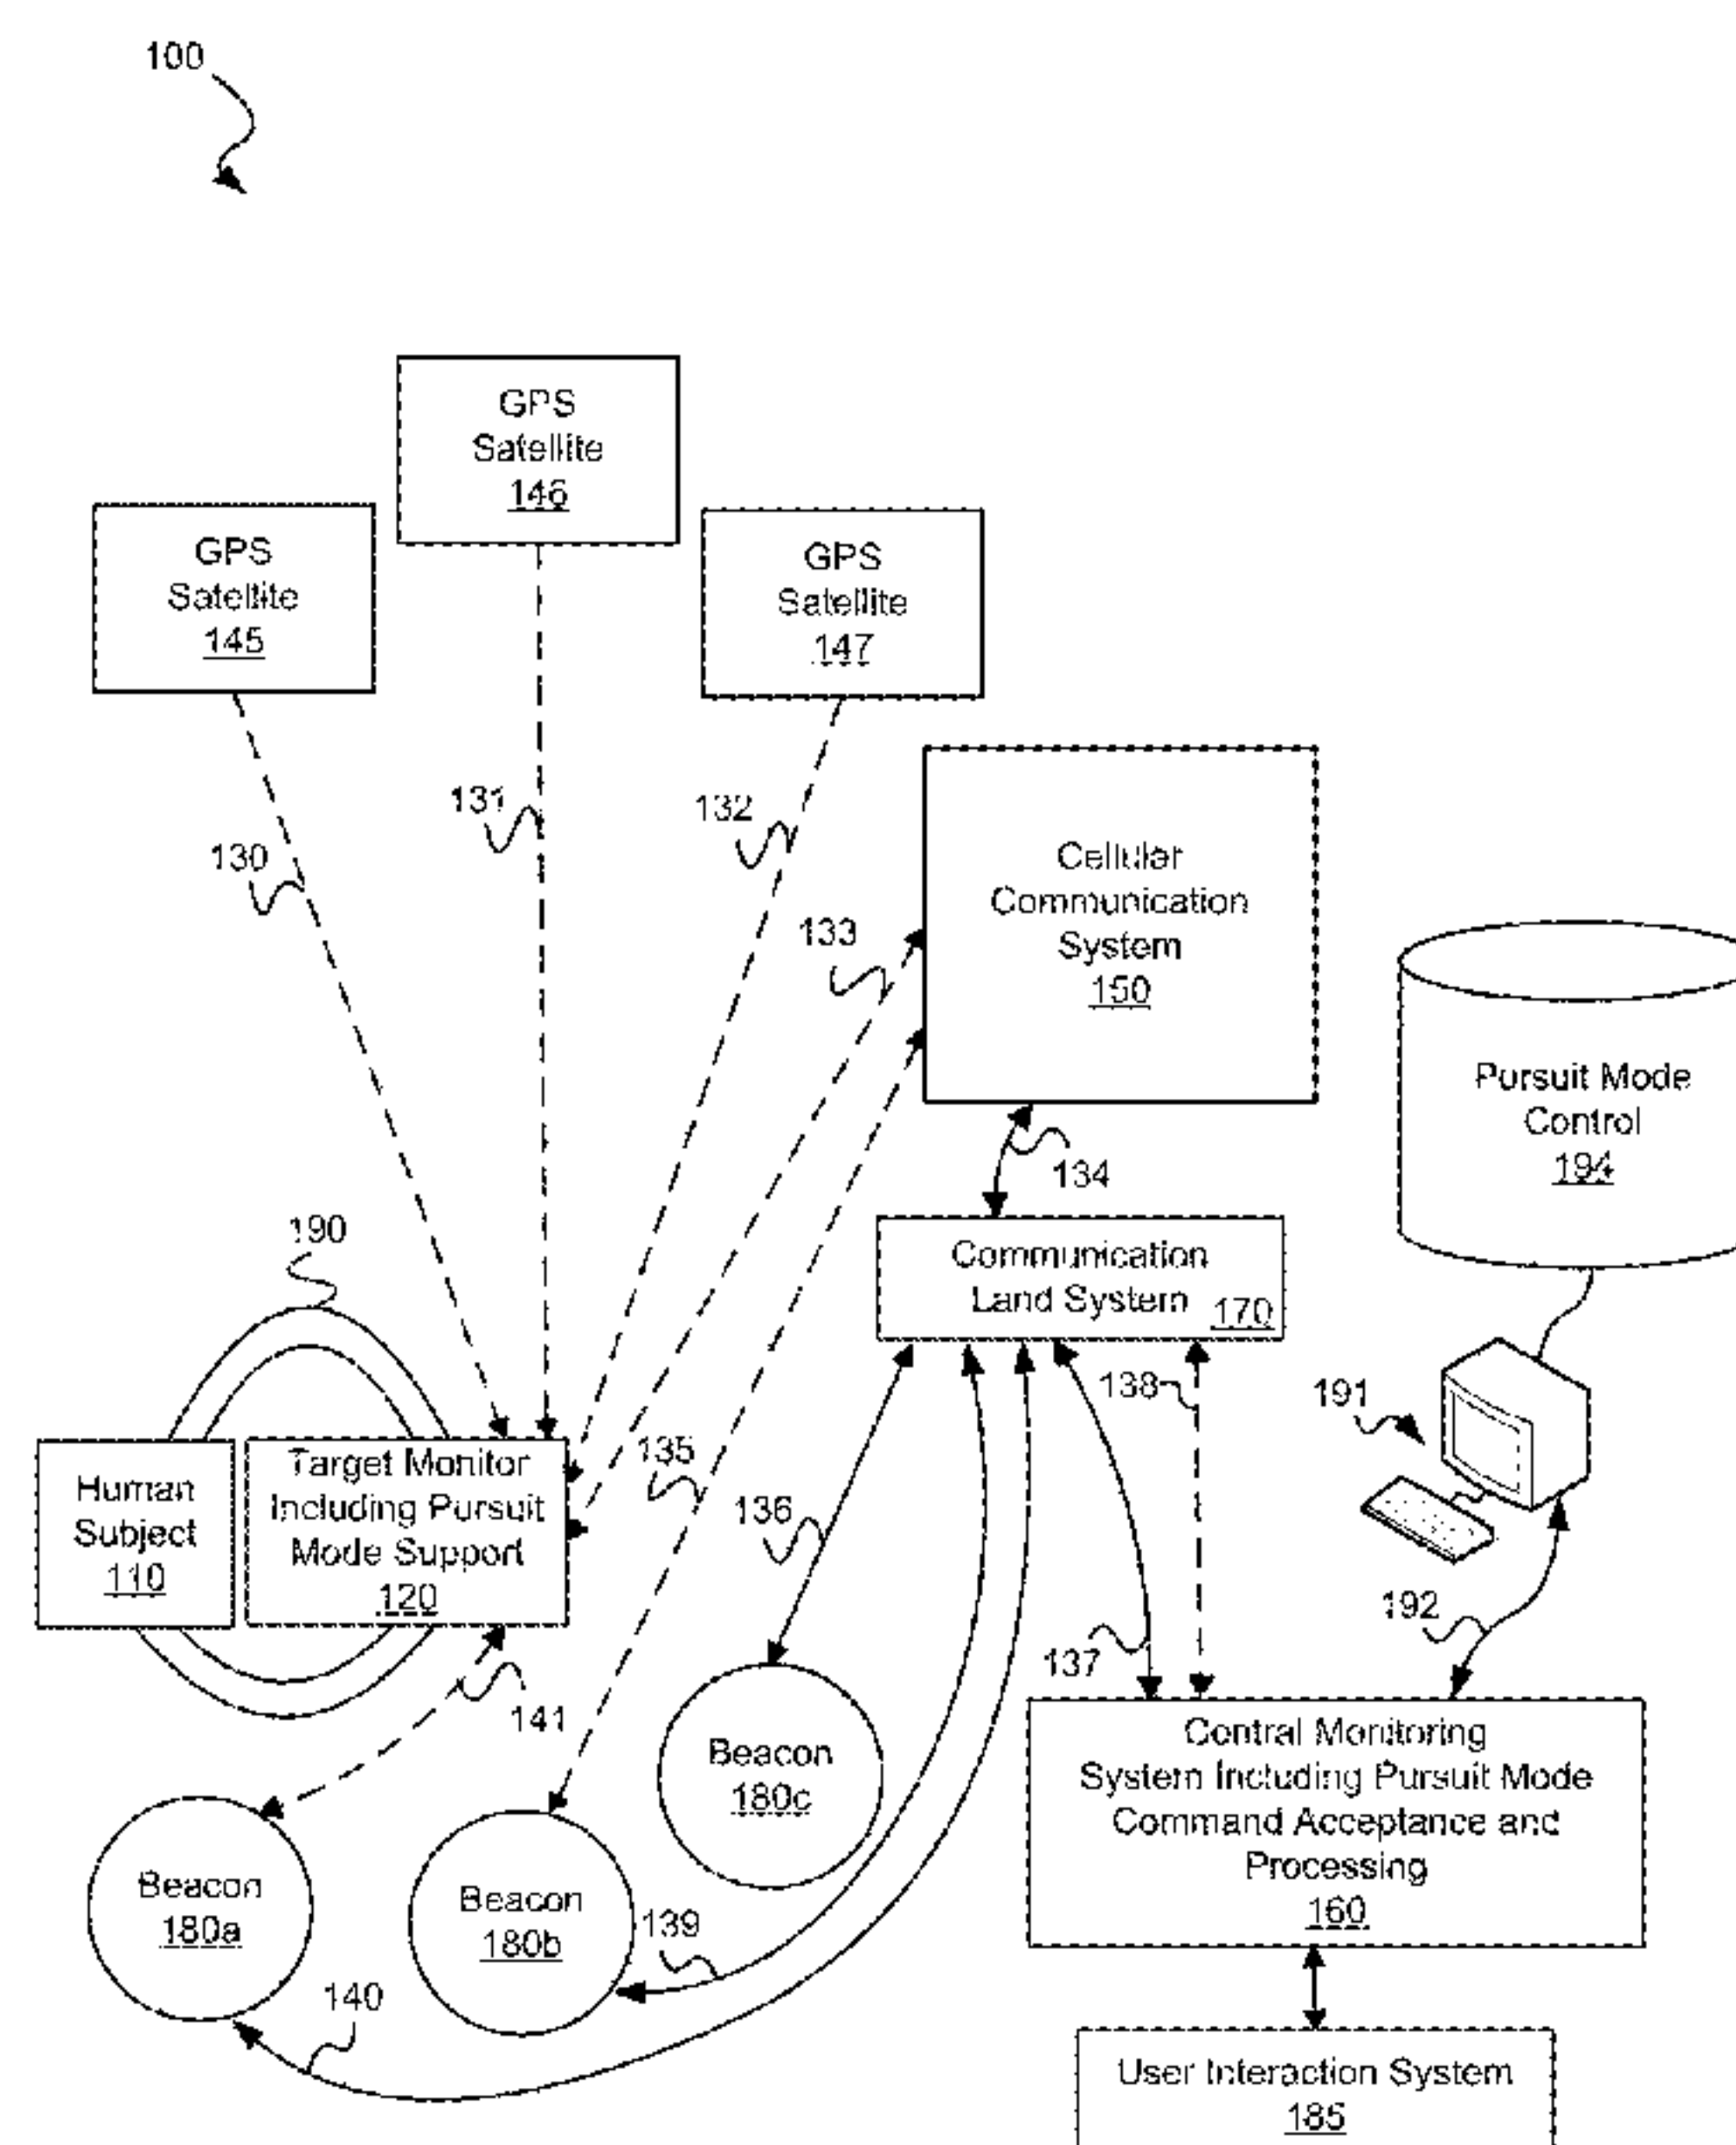 100
GPS
Satellite
146
GPS
Satellite
145
GPS
Satellite
147
131
132
130
Cellular
Communication
System
150
133
Pursuit Mode
Control
194
134
190
Communication
Land System 170
138
191
135
Target Monitor
Including Pursuit
Mode Support
120
Human
Subject
110
136
192
137
141
Central Monitoring
System Including Pursuit Mode
Command Acceptance and
Processing
160
Beacon
180c
Beacon
180a
Beacon
180b
139
140
User Interaction System
185